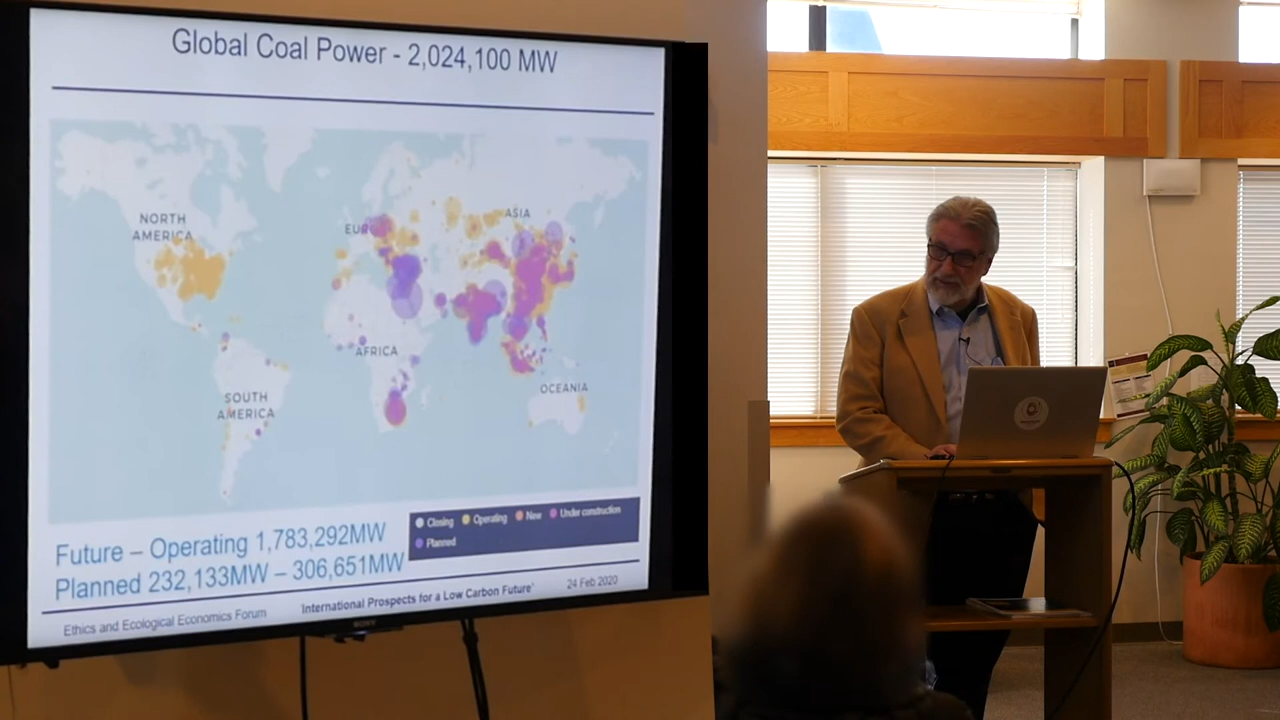 Global Coal Power - 2,024,100 MW
NORTH
AMERICA
EUR
ASIA
AFRICA
SOUTH
AMERICA
OCEANIA
Closing Operating New Under construction
Planned
Future – Operating 1,783,292MW
Planned 232,133MW – 306,651MW
Ethics and Ecological Economics Forum
'International Prospects for a Low Carbon Future'
24 Feb 2020
SONY